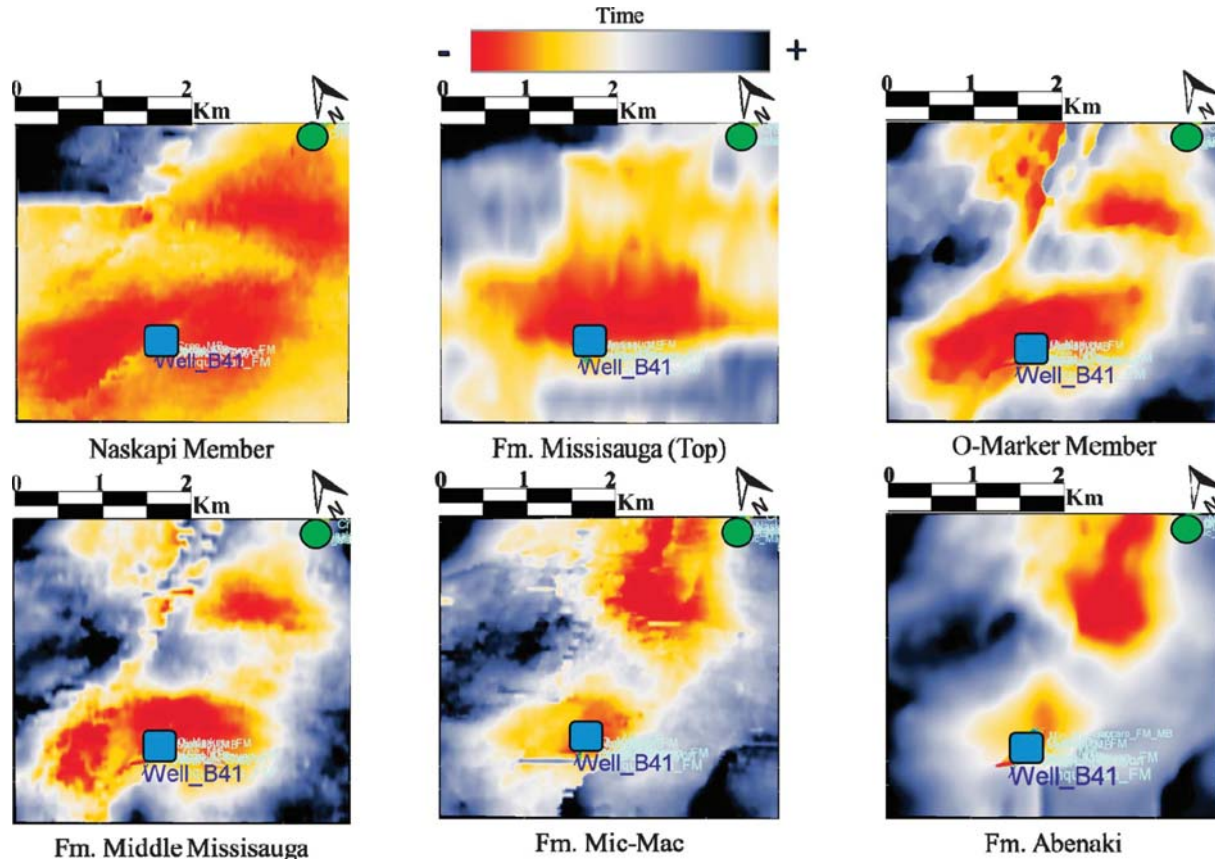 Time
- +
0 1 2
Km
N
0 1 2
Km
N
0 1 2
Km
N
Well_B41
Well_B41
Well_B41
Naskapi Member
Fm. Missisauga (Top)
O-Marker Member
0 1 2
Km
N
0 1 2
Km
N
0 1 2
Km
N
Well_B41
Well_B41
Well_B41
Fm. Middle Missisauga
Fm. Mic-Mac
Fm. Abenaki